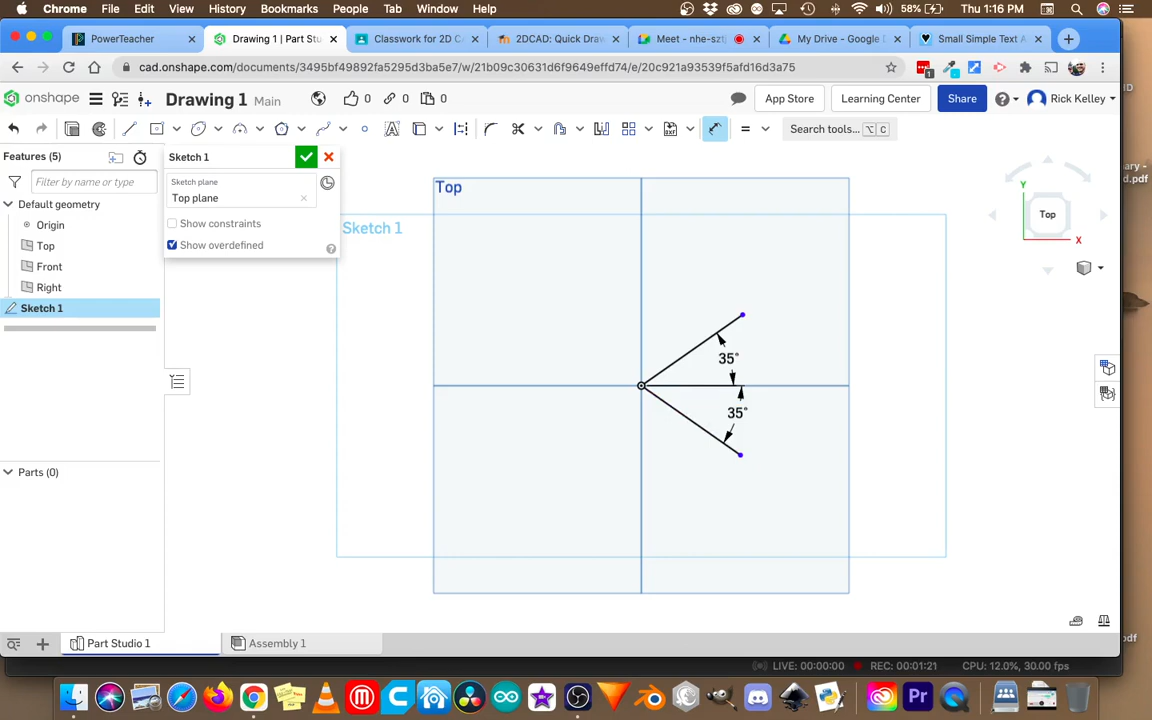 Chrome File Edit View History Bookmarks People Tab Window Help 58% Thu 1:16 PM
PowerTeacher Drawing 1 | Part Stu Classwork for 2D C 2DCAD: Quick Draw Meet - nhe-szt My Drive - Google D Small Simple Text A
cad.onshape.com/documents/3495bf49892fa5295d3ba5e7/w/21b09c30631d6f9649effd74/e/20c921a93539f5afd16d3a75
onshape Drawing 1 Main 0 0 0 App Store Learning Center Share Rick Kelley
Search tools... ⌥ C
Features (5) Sketch 1
Filter by name or type Sketch plane
Top plane
Default geometry
Show constraints
Origin
Show overdefined
Top
Front
Right
Sketch 1
Top
Sketch 1
35°
35°
Y
Top
X
Parts (0)
Part Studio 1 Assembly 1
LIVE: 00:00:00 REC: 00:01:21 CPU: 12.0%, 30.00 fps